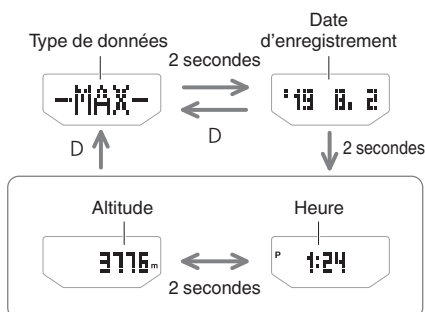 Date
d'enregistrement
Type de données
2 secondes
-MAX-
'19 8. 2
D
D
2 secondes
Altitude
Heure
3776m
P 1:24
2 secondes